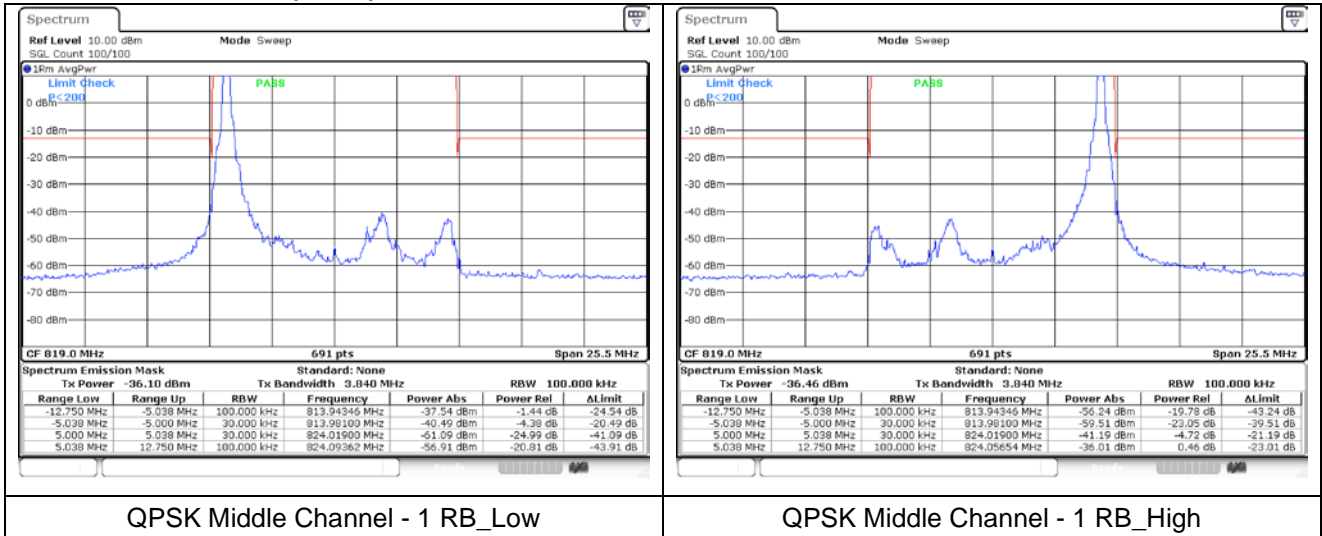 Spectrum
Ref Level 10.00 dBm Mode Sweep
SGL Count 100/100
1Rm AvgPwr
Limit Check PASS
P<200
0 dBm
-10 dBm
-20 dBm
-30 dBm
-40 dBm
-50 dBm
-60 dBm
-70 dBm
-80 dBm
CF 819.0 MHz 691 pts Span 25.5 MHz
Spectrum Emission Mask Standard: None
Tx Power -36.10 dBm Tx Bandwidth 3.840 MHz RBW 100.000 kHz
Range Low Range Up RBW Frequency Power Abs Power Rel ΔLimit
-12.750 MHz -5.038 MHz 100.000 kHz 813.94346 MHz -37.54 dBm -1.44 dB -24.54 dB
-5.038 MHz -5.000 MHz 30.000 kHz 813.98100 MHz -40.49 dBm -4.38 dB -20.49 dB
5.000 MHz 5.038 MHz 30.000 kHz 824.01900 MHz -61.09 dBm -24.99 dB -41.09 dB
5.038 MHz 12.750 MHz 100.000 kHz 824.09362 MHz -56.91 dBm -20.81 dB -43.91 dB
QPSK Middle Channel - 1 RB_Low
Spectrum
Ref Level 10.00 dBm Mode Sweep
SGL Count 100/100
1Rm AvgPwr
Limit Check PASS
P<200
0 dBm
-10 dBm
-20 dBm
-30 dBm
-40 dBm
-50 dBm
-60 dBm
-70 dBm
-80 dBm
CF 819.0 MHz 691 pts Span 25.5 MHz
Spectrum Emission Mask Standard: None
Tx Power -36.46 dBm Tx Bandwidth 3.840 MHz RBW 100.000 kHz
Range Low Range Up RBW Frequency Power Abs Power Rel ΔLimit
-12.750 MHz -5.038 MHz 100.000 kHz 813.94346 MHz -56.24 dBm -19.78 dB -43.24 dB
-5.038 MHz -5.000 MHz 30.000 kHz 813.98100 MHz -59.51 dBm -23.05 dB -39.51 dB
5.000 MHz 5.038 MHz 30.000 kHz 824.01900 MHz -41.19 dBm -4.72 dB -21.19 dB
5.038 MHz 12.750 MHz 100.000 kHz 824.05654 MHz -36.01 dBm 0.46 dB -23.01 dB
QPSK Middle Channel - 1 RB_High